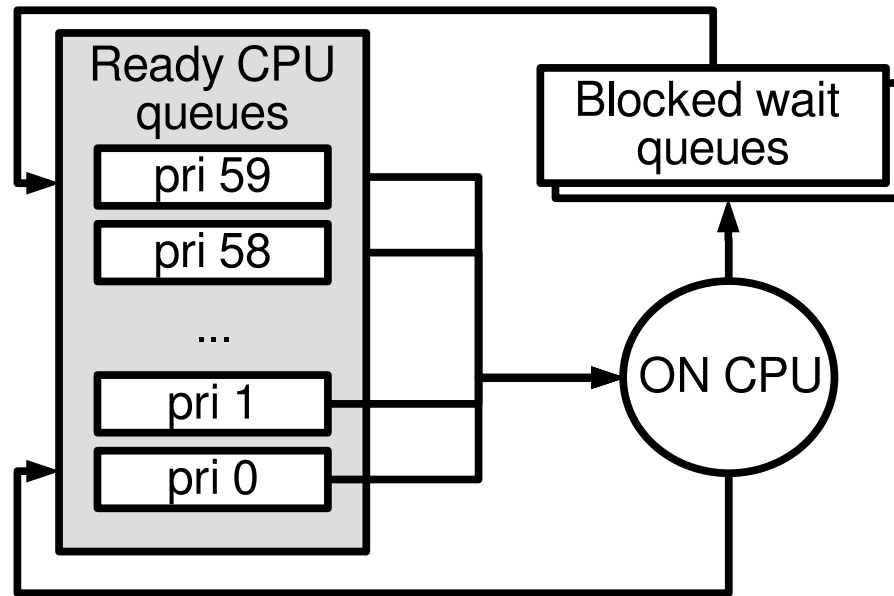 Ready CPU
queues
pri 59
pri 58
...
pri 1
pri 0
Blocked wait
queues
ON CPU